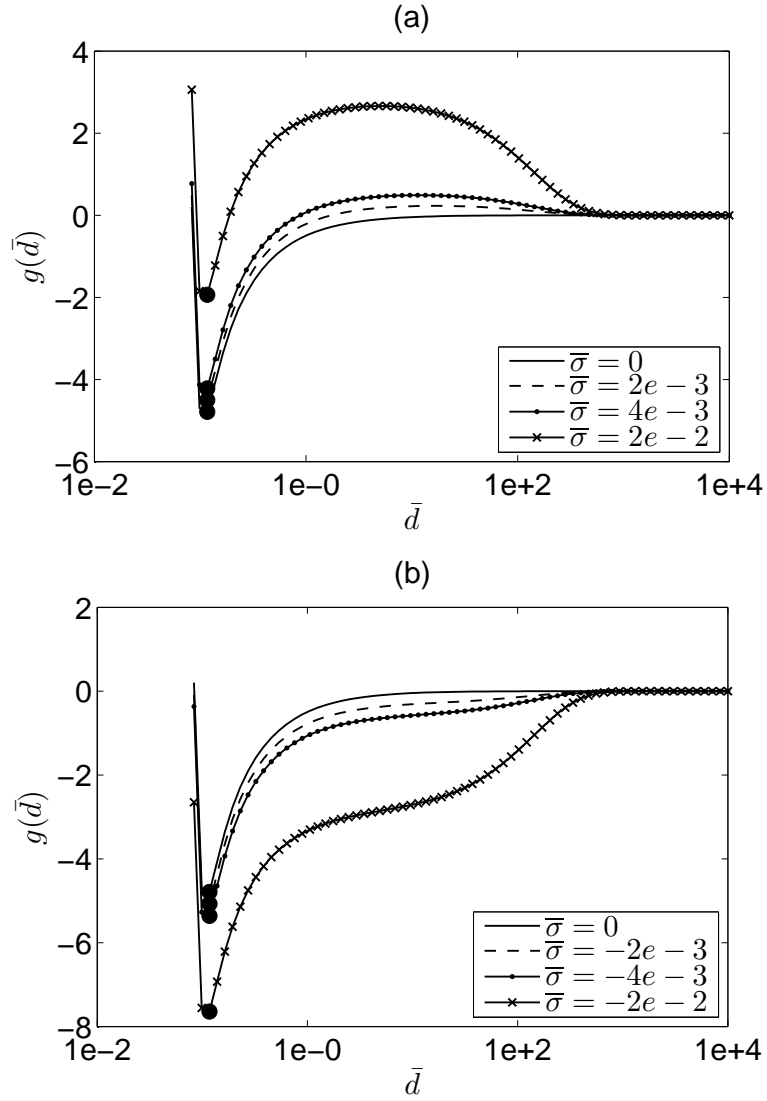 (a)
4
2
0
−2
−4
−6
g(d̄)
1e−2
1e−0
1e+2
1e+4
d̄
σ̅ = 0
σ̅ = 2e − 3
σ̅ = 4e − 3
σ̅ = 2e − 2
(b)
2
0
−2
−4
−6
−8
g(d̄)
1e−2
1e−0
1e+2
1e+4
d̄
σ̅ = 0
σ̅ = −2e − 3
σ̅ = −4e − 3
σ̅ = −2e − 2